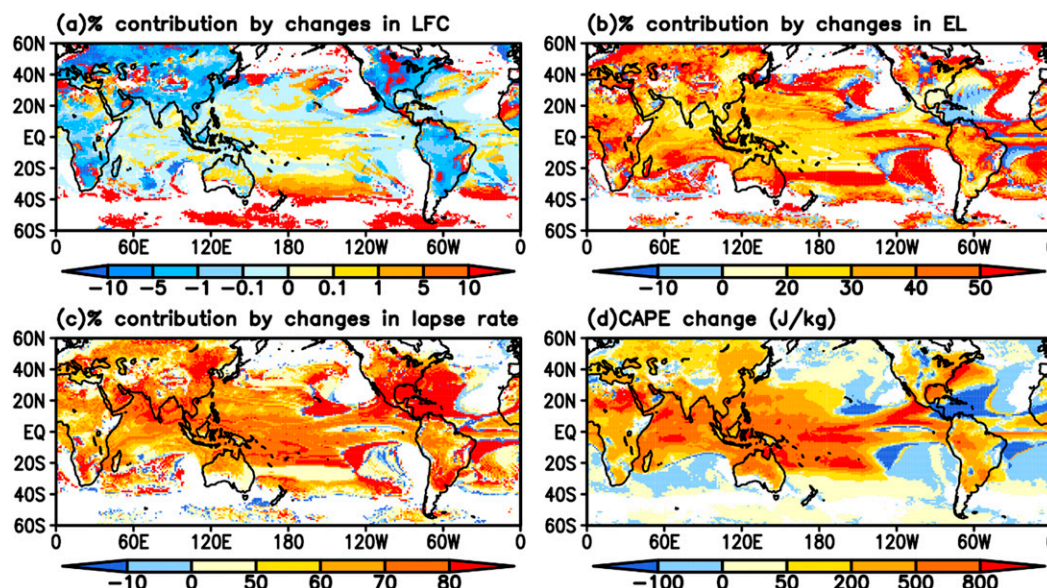 (a)% contribution by changes in LFC
60N
40N
20N
EQ
20S
40S
60S
0 60E 120E 180 120W 60W 0
−10 −5 −1 −0.1 0 0.1 1 5 10
(b)% contribution by changes in EL
60N
40N
20N
EQ
20S
40S
60S
0 60E 120E 180 120W 60W 0
−10 0 20 30 40 50
(c)% contribution by changes in lapse rate
60N
40N
20N
EQ
20S
40S
60S
0 60E 120E 180 120W 60W 0
−10 0 50 60 70 80
(d)CAPE change (J/kg)
60N
40N
20N
EQ
20S
40S
60S
0 60E 120E 180 120W 60W 0
−100 0 50 200 500 800